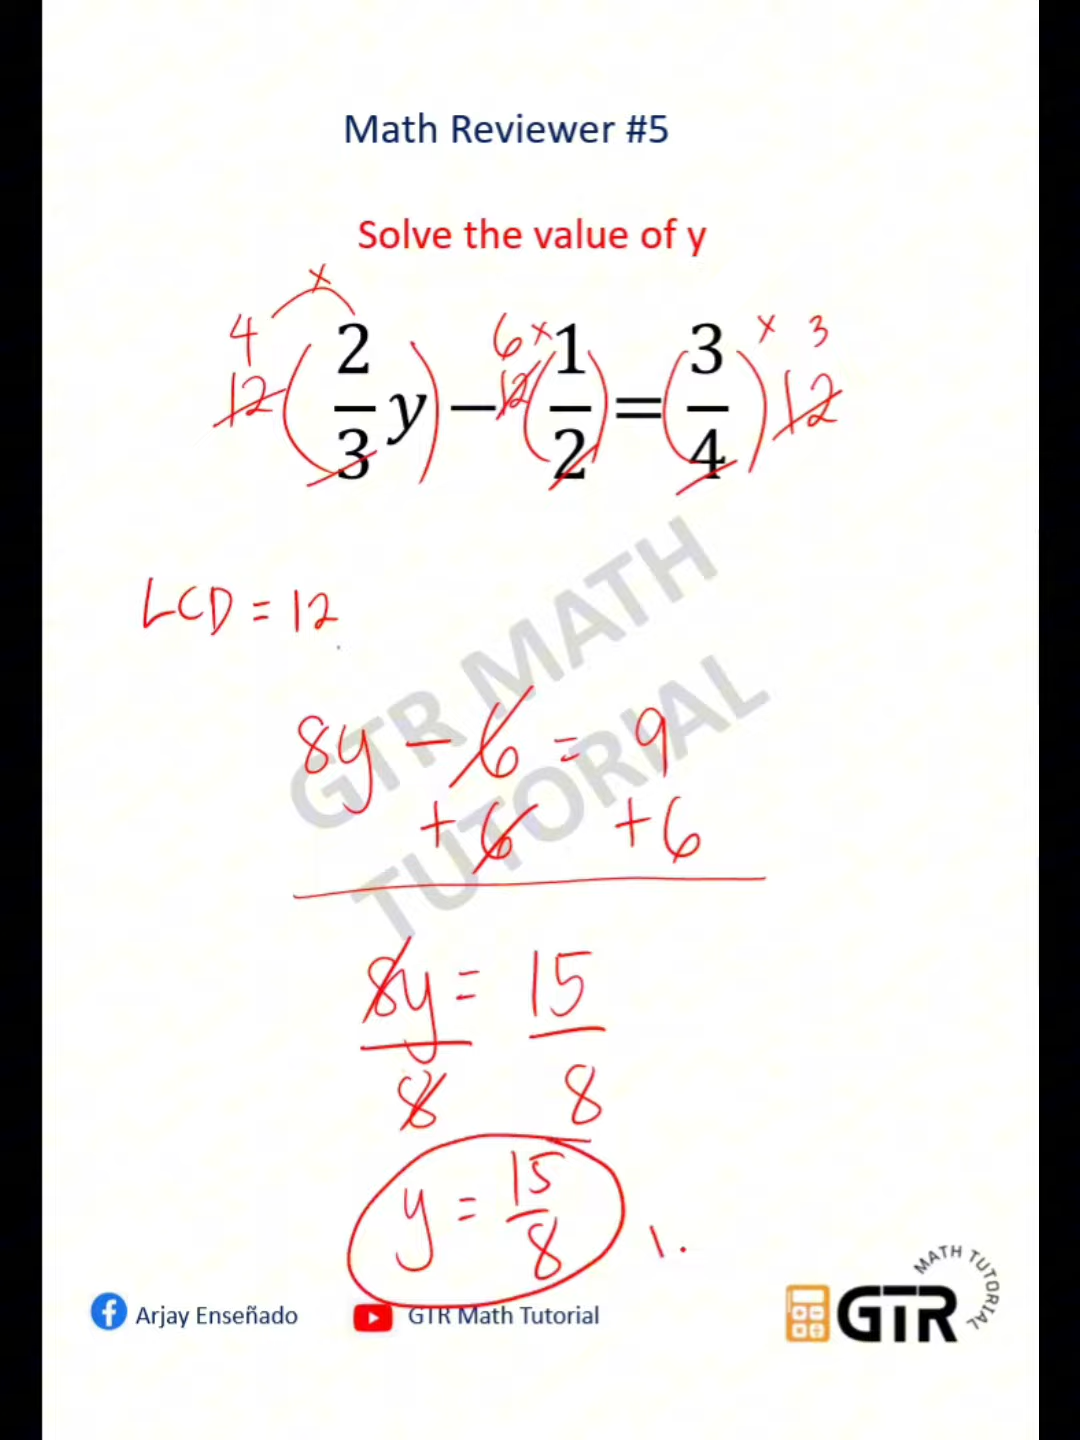 Math Reviewer #5
Solve the value of y
4 × 6 × × 3
12(2/3 y) − 12(1/2) = (3/4) 12
LCD = 12
8y − 6 = 9
+ 6 + 6
8y = 15
8 8
y = 15/8 1.
GTR MATH
TUTORIAL
Arjay Enseñado GTR Math Tutorial
GTR MATH TUTORIAL